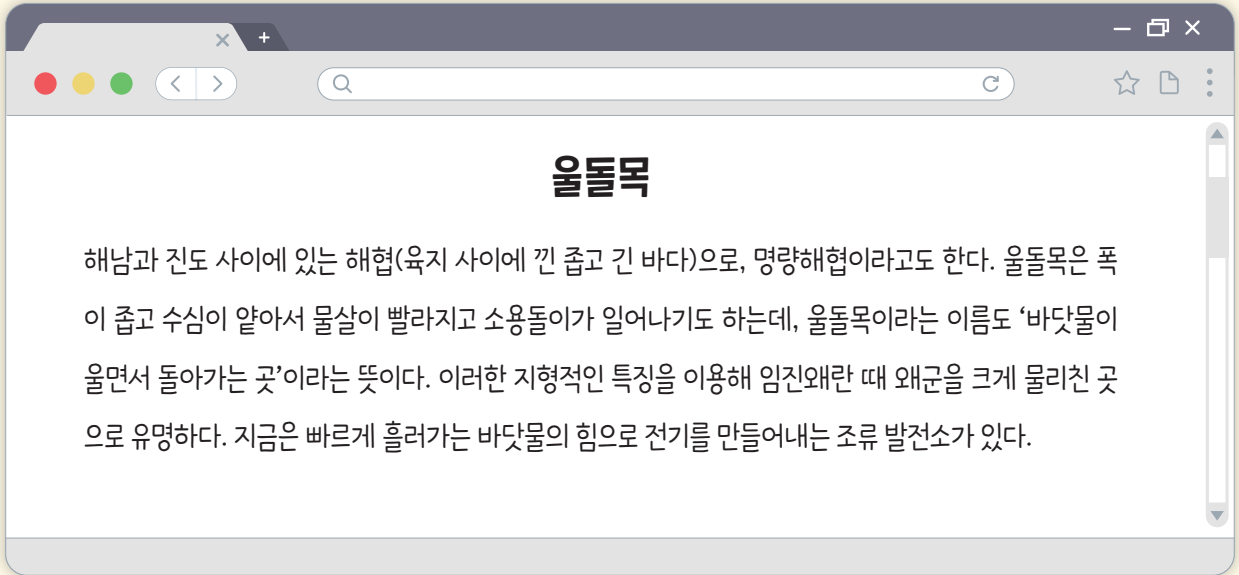 울돌목
해남과 진도 사이에 있는 해협(육지 사이에 낀 좁고 긴 바다)으로, 명량해협이라고도 한다. 울돌목은 폭
이 좁고 수심이 얕아서 물살이 빨라지고 소용돌이가 일어나기도 하는데, 울돌목이라는 이름도 ‘바닷물이
울면서 돌아가는 곳’이라는 뜻이다. 이러한 지형적인 특징을 이용해 임진왜란 때 왜군을 크게 물리친 곳
으로 유명하다. 지금은 빠르게 흘러가는 바닷물의 힘으로 전기를 만들어내는 조류 발전소가 있다.